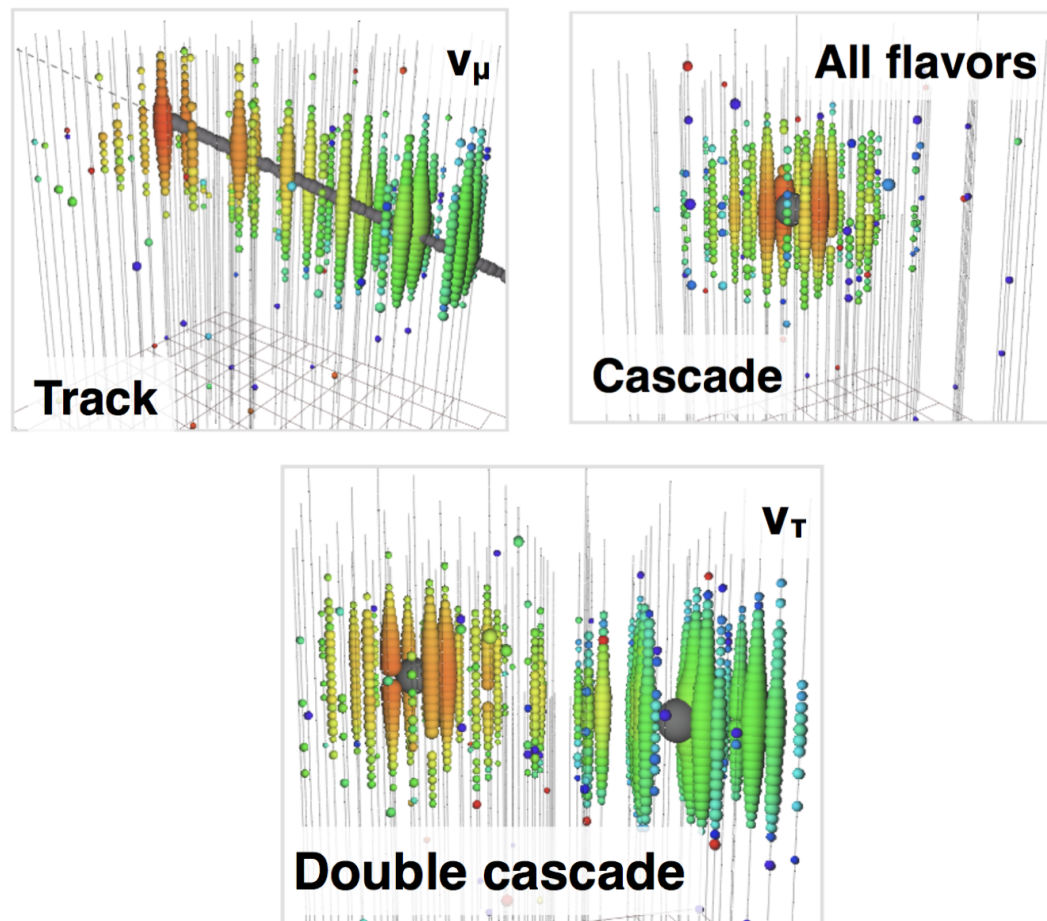 νμ
Track
All flavors
Cascade
ντ
Double cascade